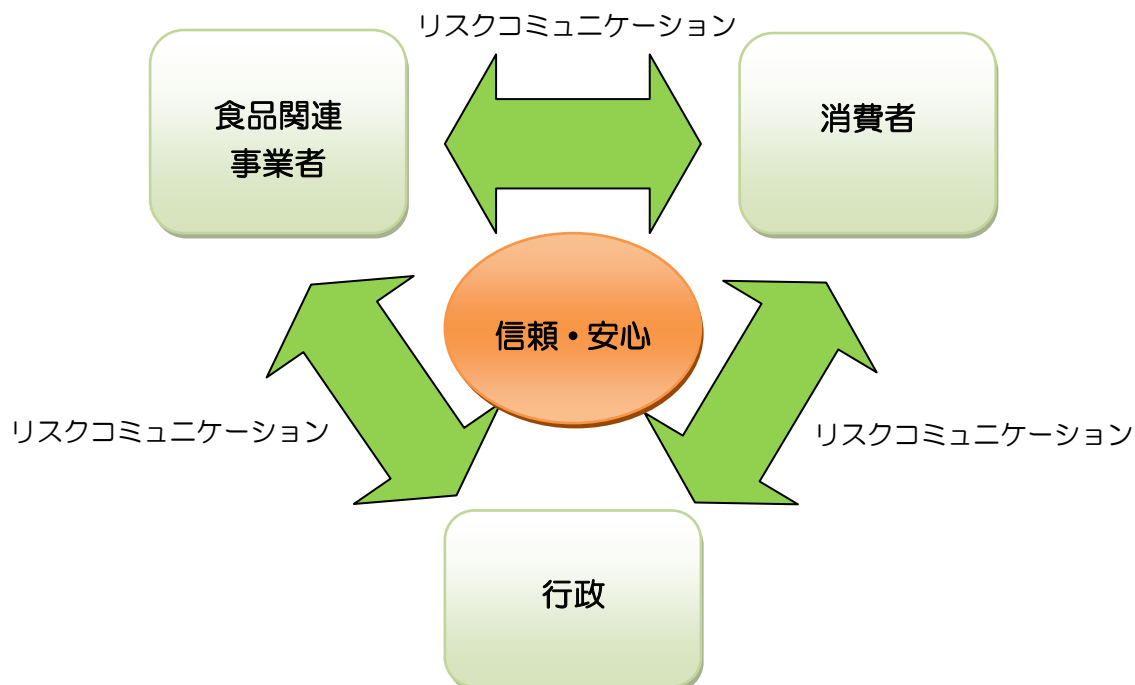 リスクコミュニケーション
食品関連
事業者
消費者
信頼・安心
リスクコミュニケーション
リスクコミュニケーション
行政